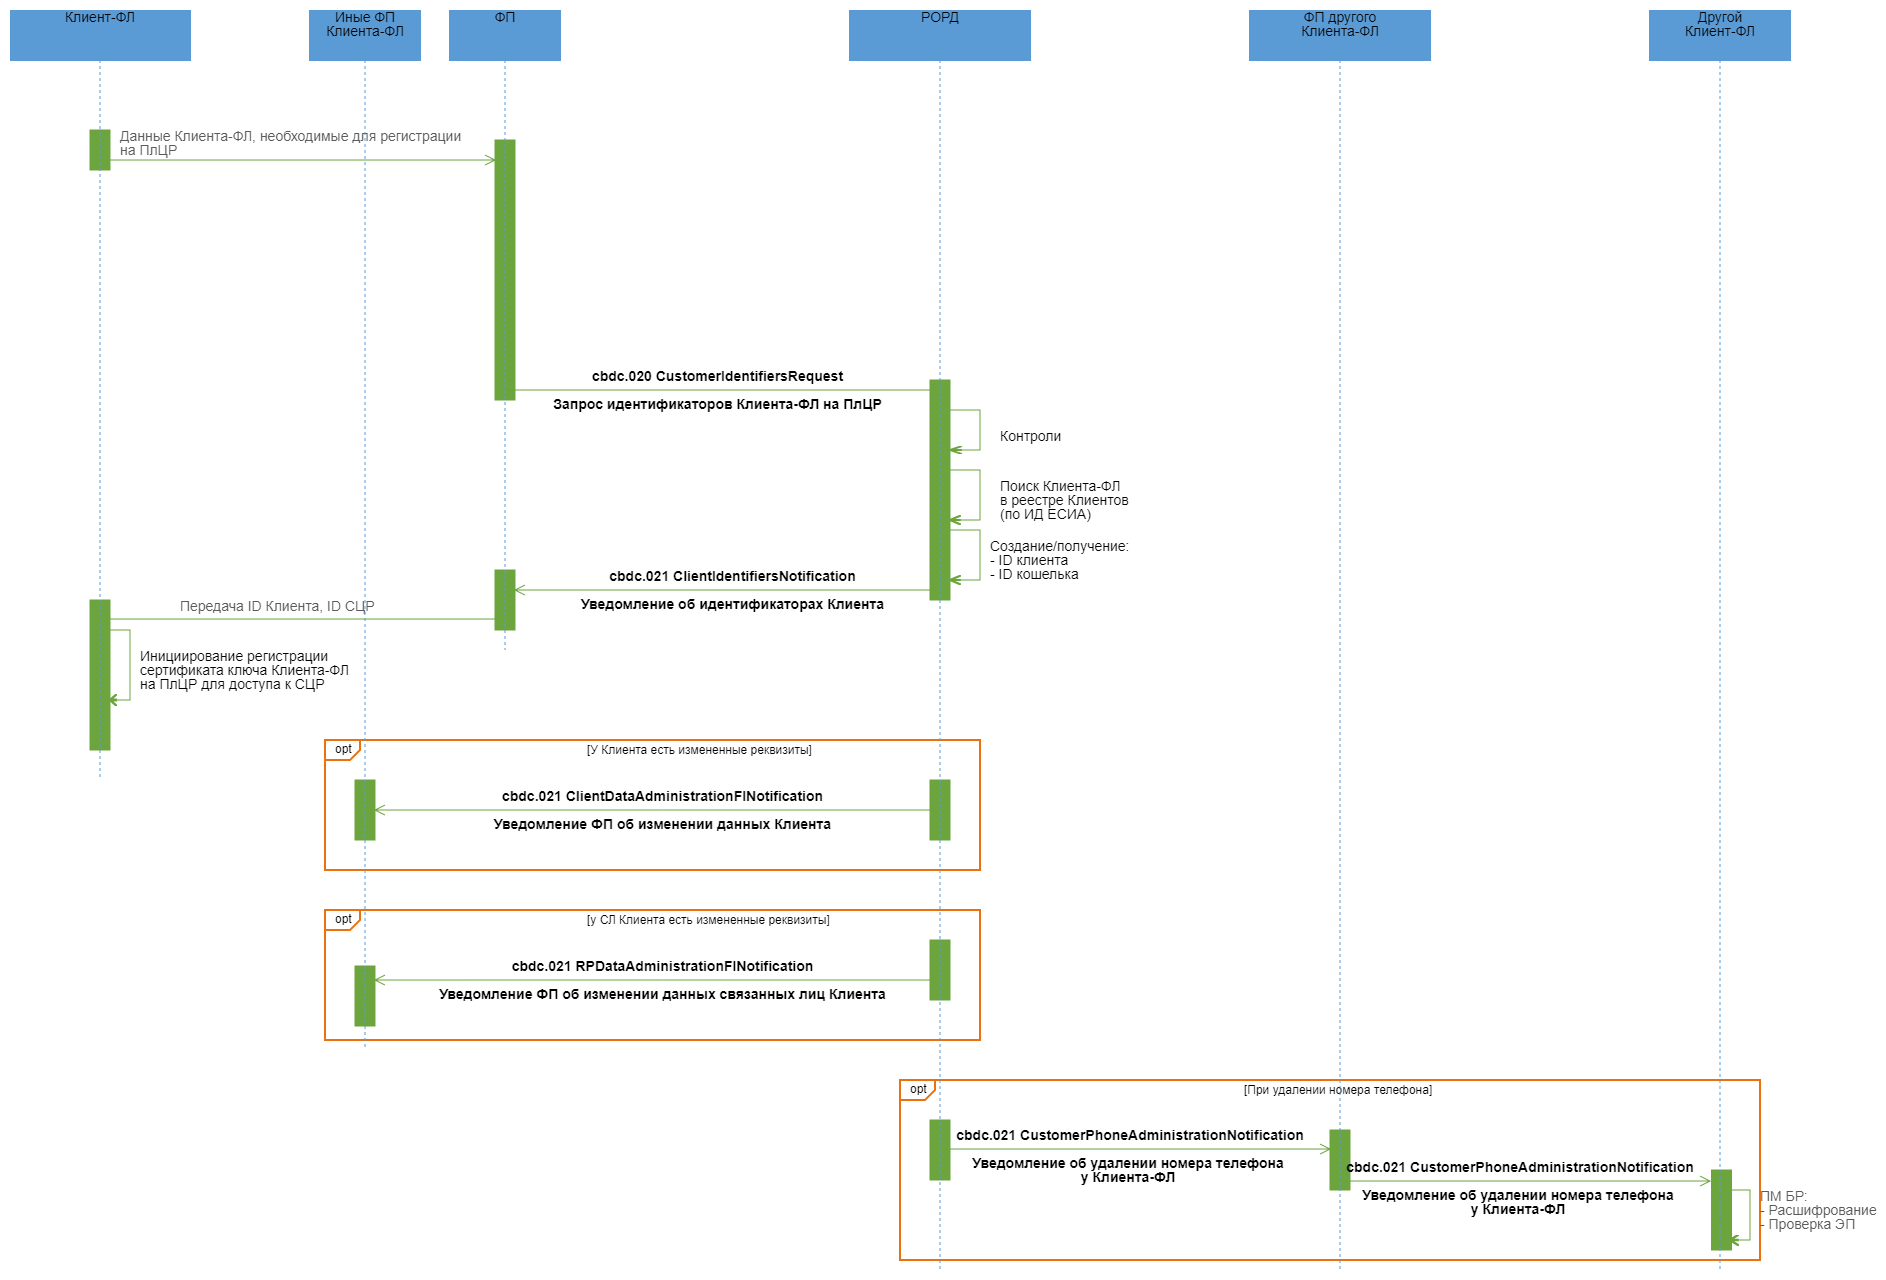 Клиент-ФЛ
Иные ФП
Клиента-ФЛ
ФП
РОРД
ФП другого
Клиента-ФЛ
Другой
Клиент-ФЛ
Данные Клиента-ФЛ, необходимые для регистрации
на ПлЦР
cbdc.020 CustomerIdentifiersRequest
Запрос идентификаторов Клиента-ФЛ на ПлЦР
Контроли
Поиск Клиента-ФЛ
в реестре Клиентов
(по ИД ЕСИА)
Создание/получение:
- ID клиента
- ID кошелька
cbdc.021 ClientIdentifiersNotification
Уведомление об идентификаторах Клиента
Передача ID Клиента, ID СЦР
Инициирование регистрации
сертификата ключа Клиента-ФЛ
на ПлЦР для доступа к СЦР
opt
[У Клиента есть измененные реквизиты]
cbdc.021 ClientDataAdministrationFINotification
Уведомление ФП об изменении данных Клиента
opt
[у СЛ Клиента есть измененные реквизиты]
cbdc.021 RPDataAdministrationFINotification
Уведомление ФП об изменении данных связанных лиц Клиента
opt
[При удалении номера телефона]
cbdc.021 CustomerPhoneAdministrationNotification
Уведомление об удалении номера телефона
у Клиента-ФЛ
cbdc.021 CustomerPhoneAdministrationNotification
Уведомление об удалении номера телефона
у Клиента-ФЛ
ПМ БР:
- Расшифрование
- Проверка ЭП